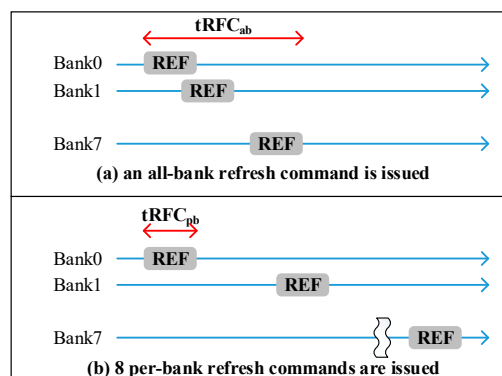 tRFCab
Bank0 REF
Bank1 REF
Bank7 REF
(a) an all-bank refresh command is issued
tRFCpb
Bank0 REF
Bank1 REF
Bank7 REF
(b) 8 per-bank refresh commands are issued